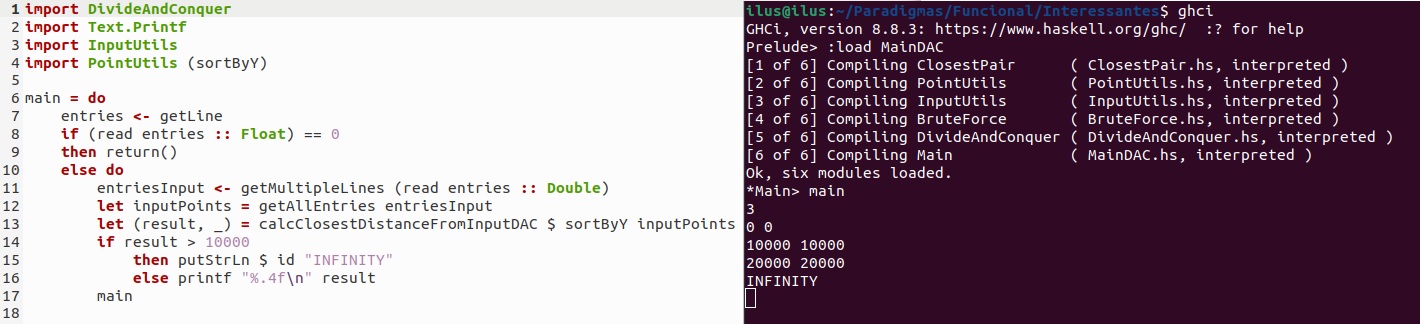 1 import DivideAndConquer
2 import Text.Printf
3 import InputUtils
4 import PointUtils (sortByY)
5
6 main = do
7     entries <- getLine
8     if (read entries :: Float) == 0
9     then return()
10     else do
11         entriesInput <- getMultipleLines (read entries :: Double)
12         let inputPoints = getAllEntries entriesInput
13         let (result, _) = calcClosestDistanceFromInputDAC $ sortByY inputPoints
14         if result > 10000
15             then putStrLn $ id "INFINITY"
16             else printf "%.4f\n" result
17         main
18
ilus@ilus:~/Paradigmas/Funcional/Interessantes$ ghci
GHCi, version 8.8.3: https://www.haskell.org/ghc/  :? for help
Prelude> :load MainDAC
[1 of 6] Compiling ClosestPair      ( ClosestPair.hs, interpreted )
[2 of 6] Compiling PointUtils       ( PointUtils.hs, interpreted )
[3 of 6] Compiling InputUtils       ( InputUtils.hs, interpreted )
[4 of 6] Compiling BruteForce       ( BruteForce.hs, interpreted )
[5 of 6] Compiling DivideAndConquer ( DivideAndConquer.hs, interpreted )
[6 of 6] Compiling Main             ( MainDAC.hs, interpreted )
Ok, six modules loaded.
*Main> main
3
0 0
10000 10000
20000 20000
INFINITY